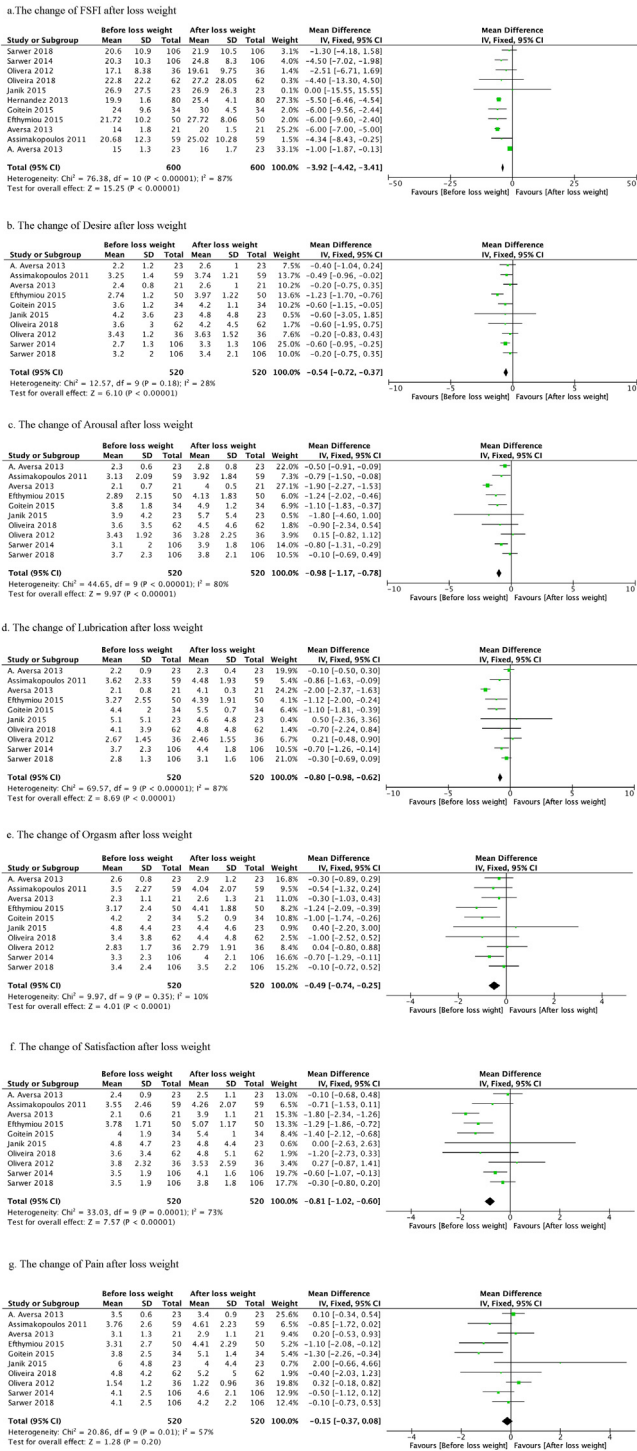 a.The change of FSFI after loss weight
Before loss weight After loss weight Mean Difference Mean Difference
Study or Subgroup Mean SD Total Mean SD Total Weight IV, Fixed, 95% CI IV, Fixed, 95% CI
Sarwer 2018 20.6 10.9 106 21.9 10.5 106 3.1% −1.30 [−4.18, 1.58]
Sarwer 2014 20.3 10.3 106 24.8 8.3 106 4.0% −4.50 [−7.02, −1.98]
Olivera 2012 17.1 8.38 36 19.61 9.75 36 1.4% −2.51 [−6.71, 1.69]
Oliveira 2018 22.8 22.2 62 27.2 28.05 62 0.3% −4.40 [−13.30, 4.50]
Janik 2015 26.9 27.5 23 26.9 26.3 23 0.1% 0.00 [−15.55, 15.55]
Hernandez 2013 19.9 1.6 80 25.4 4.1 80 27.2% −5.50 [−6.46, −4.54]
Goitein 2015 24 9.6 34 30 4.5 34 2.0% −6.00 [−9.56, −2.44]
Efthymiou 2015 21.72 10.2 50 27.72 8.06 50 2.0% −6.00 [−9.60, −2.40]
Aversa 2013 14 1.8 21 20 1.5 21 25.2% −6.00 [−7.00, −5.00]
Assimakopoulos 2011 20.68 12.3 59 25.02 10.28 59 1.5% −4.34 [−8.43, −0.25]
A. Aversa 2013 15 1.3 23 16 1.7 23 33.1% −1.00 [−1.87, −0.13]
Total (95% CI) 600 600 100.0% −3.92 [−4.42, −3.41]
Heterogeneity: Chi² = 76.38, df = 10 (P < 0.00001); I² = 87%
Test for overall effect: Z = 15.25 (P < 0.00001)
−50 −25 0 25 50
Favours [Before loss weight] Favours [After loss weight]
b. The change of Desire after loss weight
Before loss weight After loss weight Mean Difference Mean Difference
Study or Subgroup Mean SD Total Mean SD Total Weight IV, Fixed, 95% CI IV, Fixed, 95% CI
A. Aversa 2013 2.2 1.2 23 2.6 1 23 7.5% −0.40 [−1.04, 0.24]
Assimakopoulos 2011 3.25 1.4 59 3.74 1.21 59 13.7% −0.49 [−0.96, −0.02]
Aversa 2013 2.4 0.8 21 2.6 1 21 10.2% −0.20 [−0.75, 0.35]
Efthymiou 2015 2.74 1.2 50 3.97 1.22 50 13.6% −1.23 [−1.70, −0.76]
Goitein 2015 3.6 1.2 34 4.2 1.1 34 10.2% −0.60 [−1.15, −0.05]
Janik 2015 4.2 3.6 23 4.8 4.8 23 0.5% −0.60 [−3.05, 1.85]
Oliveira 2018 3.6 3 62 4.2 4.5 62 1.7% −0.60 [−1.95, 0.75]
Olivera 2012 3.43 1.2 36 3.63 1.52 36 7.6% −0.20 [−0.83, 0.43]
Sarwer 2014 2.7 1.3 106 3.3 1.3 106 25.0% −0.60 [−0.95, −0.25]
Sarwer 2018 3.2 2 106 3.4 2.1 106 10.0% −0.20 [−0.75, 0.35]
Total (95% CI) 520 520 100.0% −0.54 [−0.72, −0.37]
Heterogeneity: Chi² = 12.57, df = 9 (P = 0.18); I² = 28%
Test for overall effect: Z = 6.10 (P < 0.00001)
−10 −5 0 5 10
Favours [Before loss weight] Favours [After loss weight]
c. The change of Arousal after loss weight
Before loss weight After loss weight Mean Difference Mean Difference
Study or Subgroup Mean SD Total Mean SD Total Weight IV, Fixed, 95% CI IV, Fixed, 95% CI
A. Aversa 2013 2.3 0.6 23 2.8 0.8 23 22.0% −0.50 [−0.91, −0.09]
Assimakopoulos 2011 3.13 2.09 59 3.92 1.84 59 7.3% −0.79 [−1.50, −0.08]
Aversa 2013 2.1 0.7 21 4 0.5 21 27.1% −1.90 [−2.27, −1.53]
Efthymiou 2015 2.89 2.15 50 4.13 1.83 50 6.0% −1.24 [−2.02, −0.46]
Goitein 2015 3.8 1.8 34 4.9 1.2 34 7.0% −1.10 [−1.83, −0.37]
Janik 2015 3.9 4.2 23 5.7 5.4 23 0.5% −1.80 [−4.60, 1.00]
Oliveira 2018 3.6 3.5 62 4.5 4.6 62 1.8% −0.90 [−2.34, 0.54]
Olivera 2012 3.43 1.92 36 3.28 2.25 36 4.0% 0.15 [−0.82, 1.12]
Sarwer 2014 3.1 2 106 3.9 1.8 106 14.0% −0.80 [−1.31, −0.29]
Sarwer 2018 3.7 2.3 106 3.8 2.1 106 10.5% −0.10 [−0.69, 0.49]
Total (95% CI) 520 520 100.0% −0.98 [−1.17, −0.78]
Heterogeneity: Chi² = 44.65, df = 9 (P < 0.00001); I² = 80%
Test for overall effect: Z = 9.97 (P < 0.00001)
−10 −5 0 5 10
Favours [Before loss weight] Favours [After loss weight]
d. The change of Lubrication after loss weight
Before loss weight After loss weight Mean Difference Mean Difference
Study or Subgroup Mean SD Total Mean SD Total Weight IV, Fixed, 95% CI IV, Fixed, 95% CI
A. Aversa 2013 2.2 0.9 23 2.3 0.4 23 19.9% −0.10 [−0.50, 0.30]
Assimakopoulos 2011 3.62 2.33 59 4.48 1.93 59 5.4% −0.86 [−1.63, −0.09]
Aversa 2013 2.1 0.8 21 4.1 0.3 21 24.2% −2.00 [−2.37, −1.63]
Efthymiou 2015 3.27 2.55 50 4.39 1.91 50 4.1% −1.12 [−2.00, −0.24]
Goitein 2015 4.4 2 34 5.5 0.7 34 6.4% −1.10 [−1.81, −0.39]
Janik 2015 5.1 5.1 23 4.6 4.8 23 0.4% 0.50 [−2.36, 3.36]
Oliveira 2018 4.1 3.9 62 4.8 4.8 62 1.4% −0.70 [−2.24, 0.84]
Olivera 2012 2.67 1.45 36 2.46 1.55 36 6.7% 0.21 [−0.48, 0.90]
Sarwer 2014 3.7 2.3 106 4.4 1.8 106 10.5% −0.70 [−1.26, −0.14]
Sarwer 2018 2.8 1.3 106 3.1 1.6 106 21.0% −0.30 [−0.69, 0.09]
Total (95% CI) 520 520 100.0% −0.80 [−0.98, −0.62]
Heterogeneity: Chi² = 69.57, df = 9 (P < 0.00001); I² = 87%
Test for overall effect: Z = 8.69 (P < 0.00001)
−10 −5 0 5 10
Favours [Before loss weight] Favours [After loss weight]
e. The change of Orgasm after loss weight
Before loss weight After loss weight Mean Difference Mean Difference
Study or Subgroup Mean SD Total Mean SD Total Weight IV, Fixed, 95% CI IV, Fixed, 95% CI
A. Aversa 2013 2.6 0.8 23 2.9 1.2 23 16.8% −0.30 [−0.89, 0.29]
Assimakopoulos 2011 3.5 2.27 59 4.04 2.07 59 9.5% −0.54 [−1.32, 0.24]
Aversa 2013 2.3 1.1 21 2.6 1.3 21 10.9% −0.30 [−1.03, 0.43]
Efthymiou 2015 3.17 2.4 50 4.41 1.88 50 8.1% −1.24 [−2.09, −0.39]
Goitein 2015 4.2 2 34 5.2 0.9 34 10.6% −1.00 [−1.74, −0.26]
Janik 2015 4.8 4.4 23 4.4 4.6 23 0.9% 0.40 [−2.20, 3.00]
Oliveira 2018 3.4 3.8 62 4.4 4.8 62 2.5% −1.00 [−2.52, 0.52]
Olivera 2012 2.83 1.7 36 2.79 1.91 36 8.3% 0.04 [−0.80, 0.88]
Sarwer 2014 3.3 2.3 106 4 2.1 106 16.6% −0.70 [−1.29, −0.11]
Sarwer 2018 3.4 2.4 106 3.5 2.2 106 15.2% −0.10 [−0.72, 0.52]
Total (95% CI) 520 520 100.0% −0.49 [−0.74, −0.25]
Heterogeneity: Chi² = 9.97, df = 9 (P = 0.35); I² = 10%
Test for overall effect: Z = 4.01 (P < 0.0001)
−4 −2 0 2 4
Favours [Before loss weight] Favours [After loss weight]
f. The change of Satisfaction after loss weight
Before loss weight After loss weight Mean Difference Mean Difference
Study or Subgroup Mean SD Total Mean SD Total Weight IV, Fixed, 95% CI IV, Fixed, 95% CI
A. Aversa 2013 2.4 0.9 23 2.5 1.1 23 13.0% −0.10 [−0.68, 0.48]
Assimakopoulos 2011 3.55 2.46 59 4.26 2.07 59 6.5% −0.71 [−1.53, 0.11]
Aversa 2013 2.1 0.6 21 3.9 1.1 21 15.3% −1.80 [−2.34, −1.26]
Efthymiou 2015 3.78 1.71 50 5.07 1.17 50 13.5% −1.29 [−1.86, −0.72]
Goitein 2015 4 1.9 34 5.4 1 34 8.7% −1.40 [−2.12, −0.68]
Janik 2015 4.8 4.7 23 4.8 4.4 23 0.6% 0.00 [−2.63, 2.63]
Oliveira 2018 3.6 3.4 62 4.8 5.1 62 1.9% −1.20 [−2.73, 0.33]
Olivera 2012 3.8 2.32 36 3.53 2.59 36 3.4% 0.27 [−0.87, 1.41]
Sarwer 2014 3.5 1.9 106 4.1 1.6 106 19.7% −0.60 [−1.07, −0.13]
Sarwer 2018 3.5 1.9 106 3.8 1.8 106 17.7% −0.30 [−0.80, 0.20]
Total (95% CI) 520 520 100.0% −0.81 [−1.02, −0.60]
Heterogeneity: Chi² = 33.03, df = 9 (P = 0.0001); I² = 73%
Test for overall effect: Z = 7.57 (P < 0.00001)
−4 −2 0 2 4
Favours [Before loss weight] Favours [After loss weight]
g. The change of Pain after loss weight
Before loss weight After loss weight Mean Difference Mean Difference
Study or Subgroup Mean SD Total Mean SD Total Weight IV, Fixed, 95% CI IV, Fixed, 95% CI
A. Aversa 2013 3.5 0.6 23 3.4 0.9 23 25.6% 0.10 [−0.34, 0.54]
Assimakopoulos 2011 3.76 2.6 59 4.61 2.23 59 6.6% −0.85 [−1.72, 0.02]
Aversa 2013 3.1 1.3 21 2.9 1.1 21 9.4% 0.20 [−0.53, 0.93]
Efthymiou 2015 3.31 2.7 50 4.41 2.29 50 5.2% −1.10 [−2.08, −0.12]
Goitein 2015 3.8 2.5 34 5.1 1.4 34 5.4% −1.30 [−2.26, −0.34]
Janik 2015 6 4.8 23 4 4.4 23 0.7% 2.00 [−0.66, 4.66]
Oliveira 2018 4.8 4.2 62 5.2 5 62 1.9% −0.40 [−2.03, 1.23]
Olivera 2012 1.54 1.2 36 1.22 0.96 36 19.6% 0.32 [−0.18, 0.82]
Sarwer 2014 4.1 2.5 106 4.6 2.1 106 12.9% −0.50 [−1.12, 0.12]
Sarwer 2018 4.1 2.5 106 4.2 2.2 106 12.5% −0.10 [−0.73, 0.53]
Total (95% CI) 520 520 100.0% −0.15 [−0.37, 0.08]
Heterogeneity: Chi² = 20.86, df = 9 (P = 0.01); I² = 57%
Test for overall effect: Z = 1.28 (P = 0.20)
−4 −2 0 2 4
Favours [Before loss weight] Favours [After loss weight]